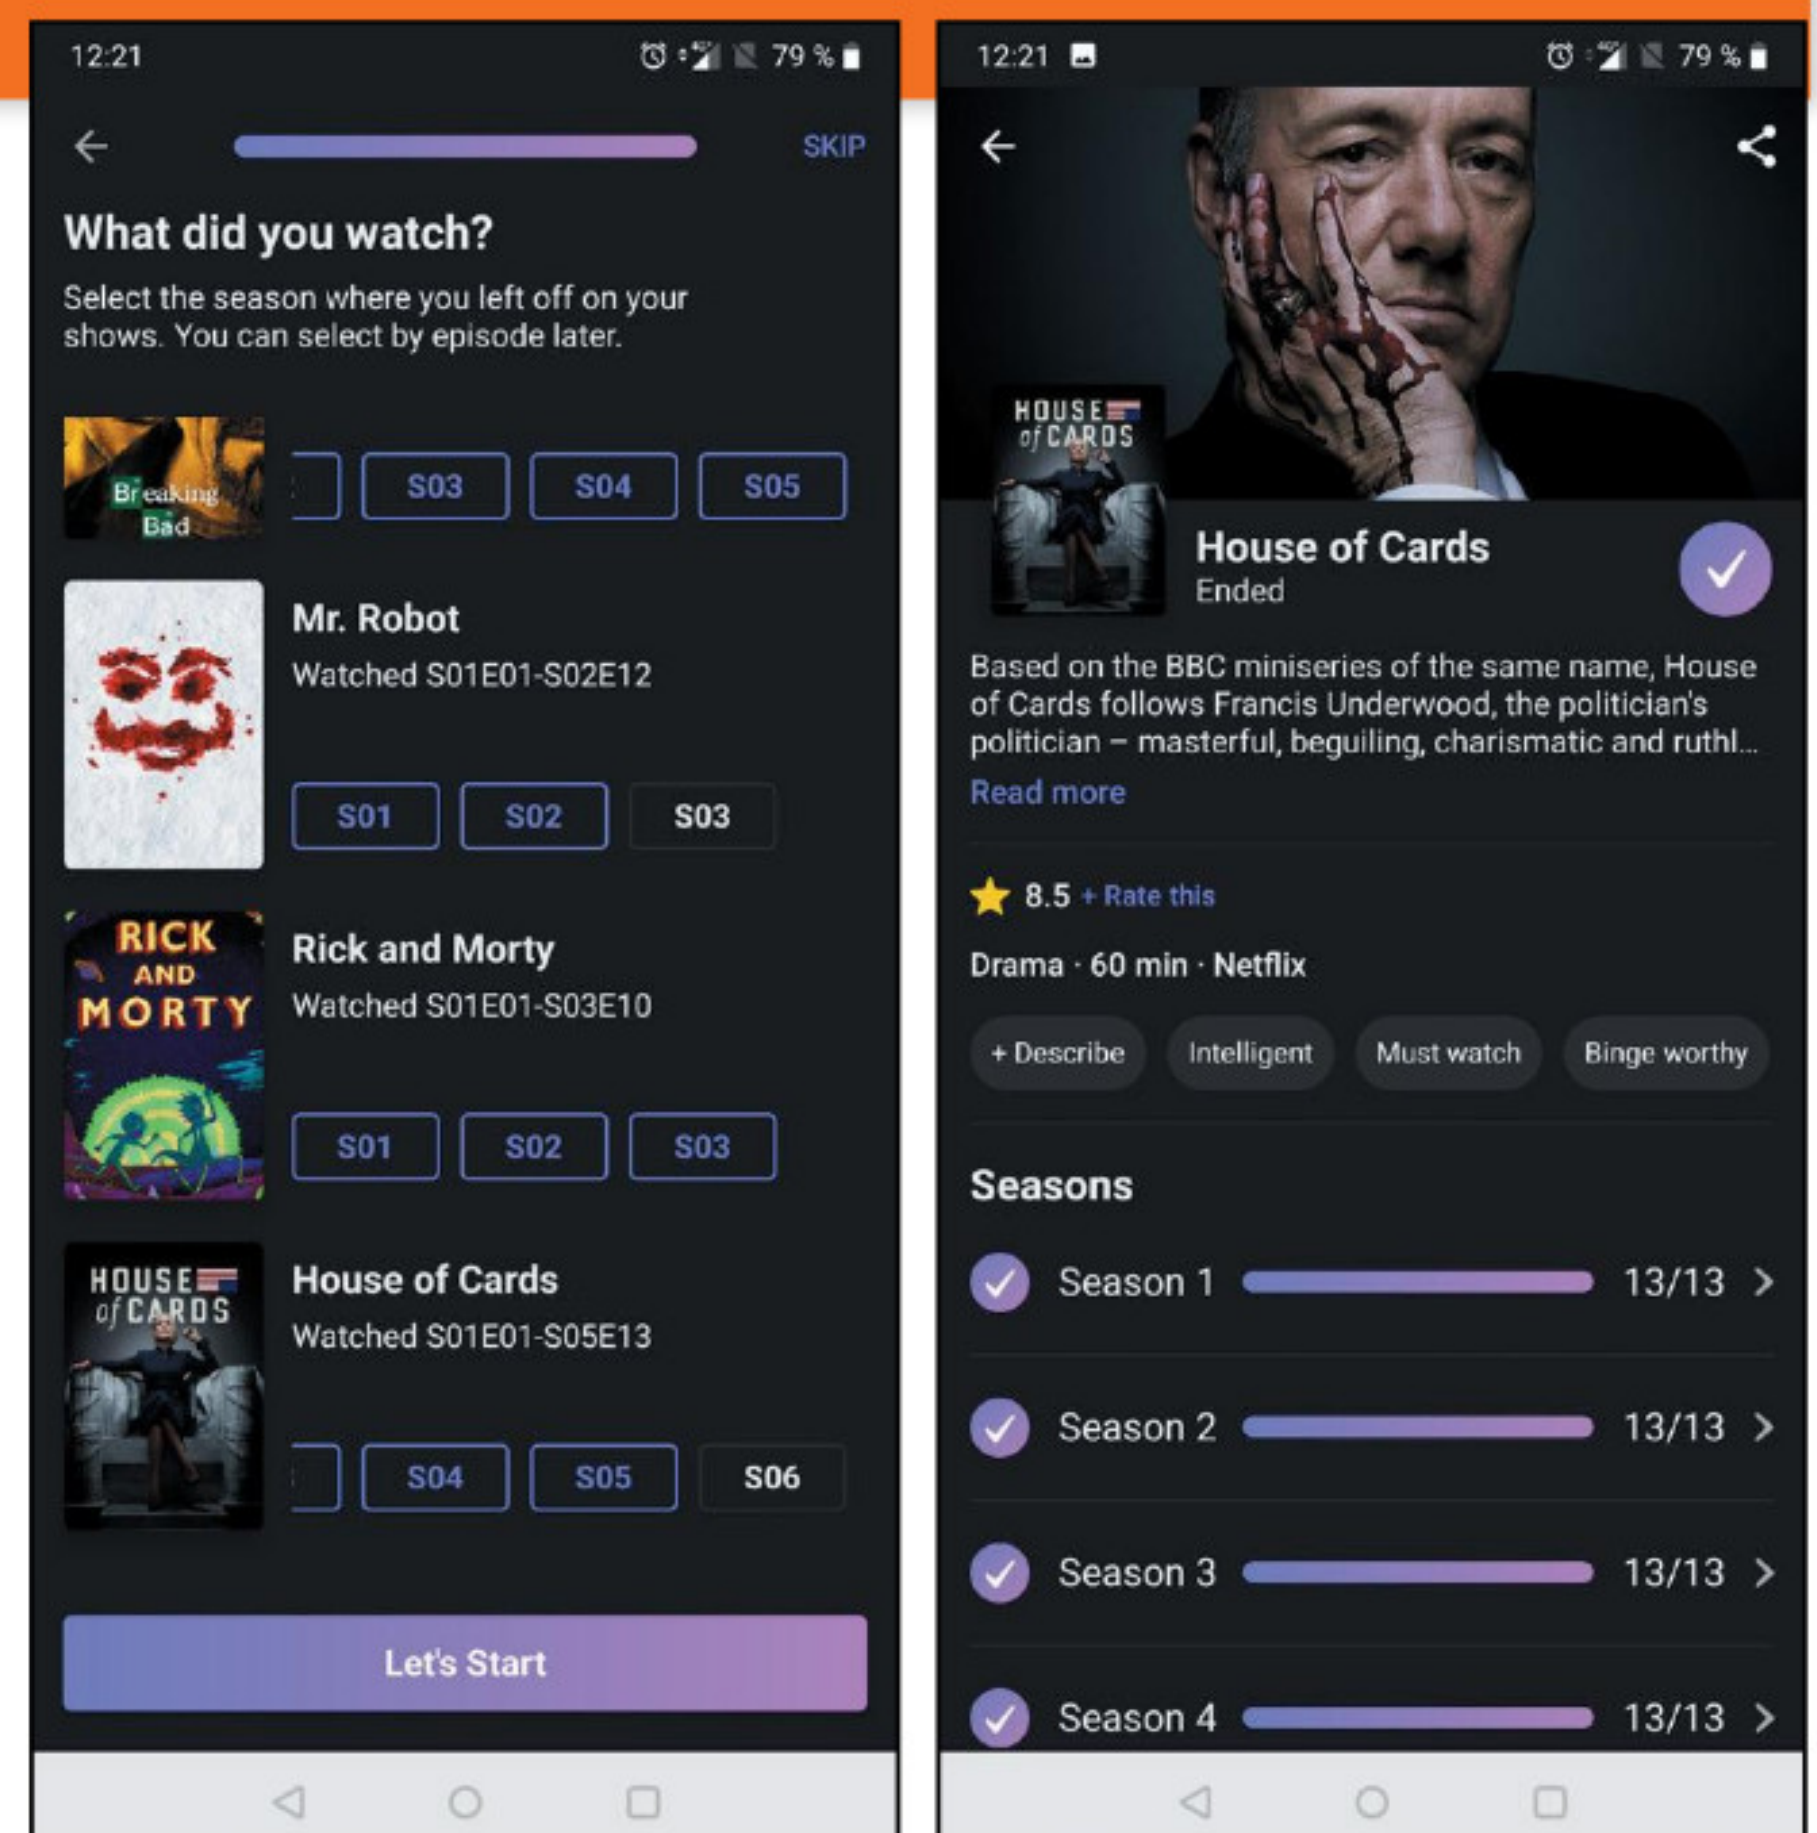 12:21
79 %
SKIP
What did you watch?
Select the season where you left off on your
shows. You can select by episode later.
Breaking
Bad
S03
S04
S05
Mr. Robot
Watched S01E01-S02E12
S01
S02
S03
RICK
AND
MORTY
Rick and Morty
Watched S01E01-S03E10
S01
S02
S03
HOUSE
of CARDS
House of Cards
Watched S01E01-S05E13
S04
S05
S06
Let's Start
12:21
79 %
HOUSE
of CARDS
House of Cards
Ended
Based on the BBC miniseries of the same name, House
of Cards follows Francis Underwood, the politician's
politician – masterful, beguiling, charismatic and ruthl...
Read more
8.5 + Rate this
Drama · 60 min · Netflix
+ Describe
Intelligent
Must watch
Binge worthy
Seasons
Season 1 13/13
Season 2 13/13
Season 3 13/13
Season 4 13/13